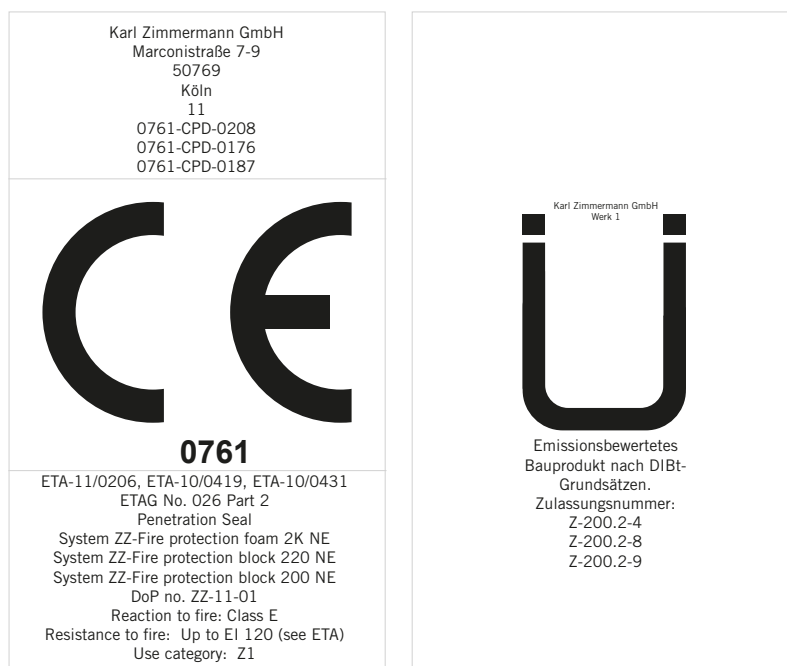 Karl Zimmermann GmbH
Marconistraße 7-9
50769
Köln
11
0761-CPD-0208
0761-CPD-0176
0761-CPD-0187
CE
0761
ETA-11/0206, ETA-10/0419, ETA-10/0431
ETAG No. 026 Part 2
Penetration Seal
System ZZ-Fire protection foam 2K NE
System ZZ-Fire protection block 220 NE
System ZZ-Fire protection block 200 NE
DoP no. ZZ-11-01
Reaction to fire: Class E
Resistance to fire:  Up to EI 120 (see ETA)
Use category:  Z1
Karl Zimmermann GmbH
Werk 1
Ü
Emissionsbewertetes
Bauprodukt nach DIBt-
Grundsätzen.
Zulassungsnummer:
Z-200.2-4
Z-200.2-8
Z-200.2-9